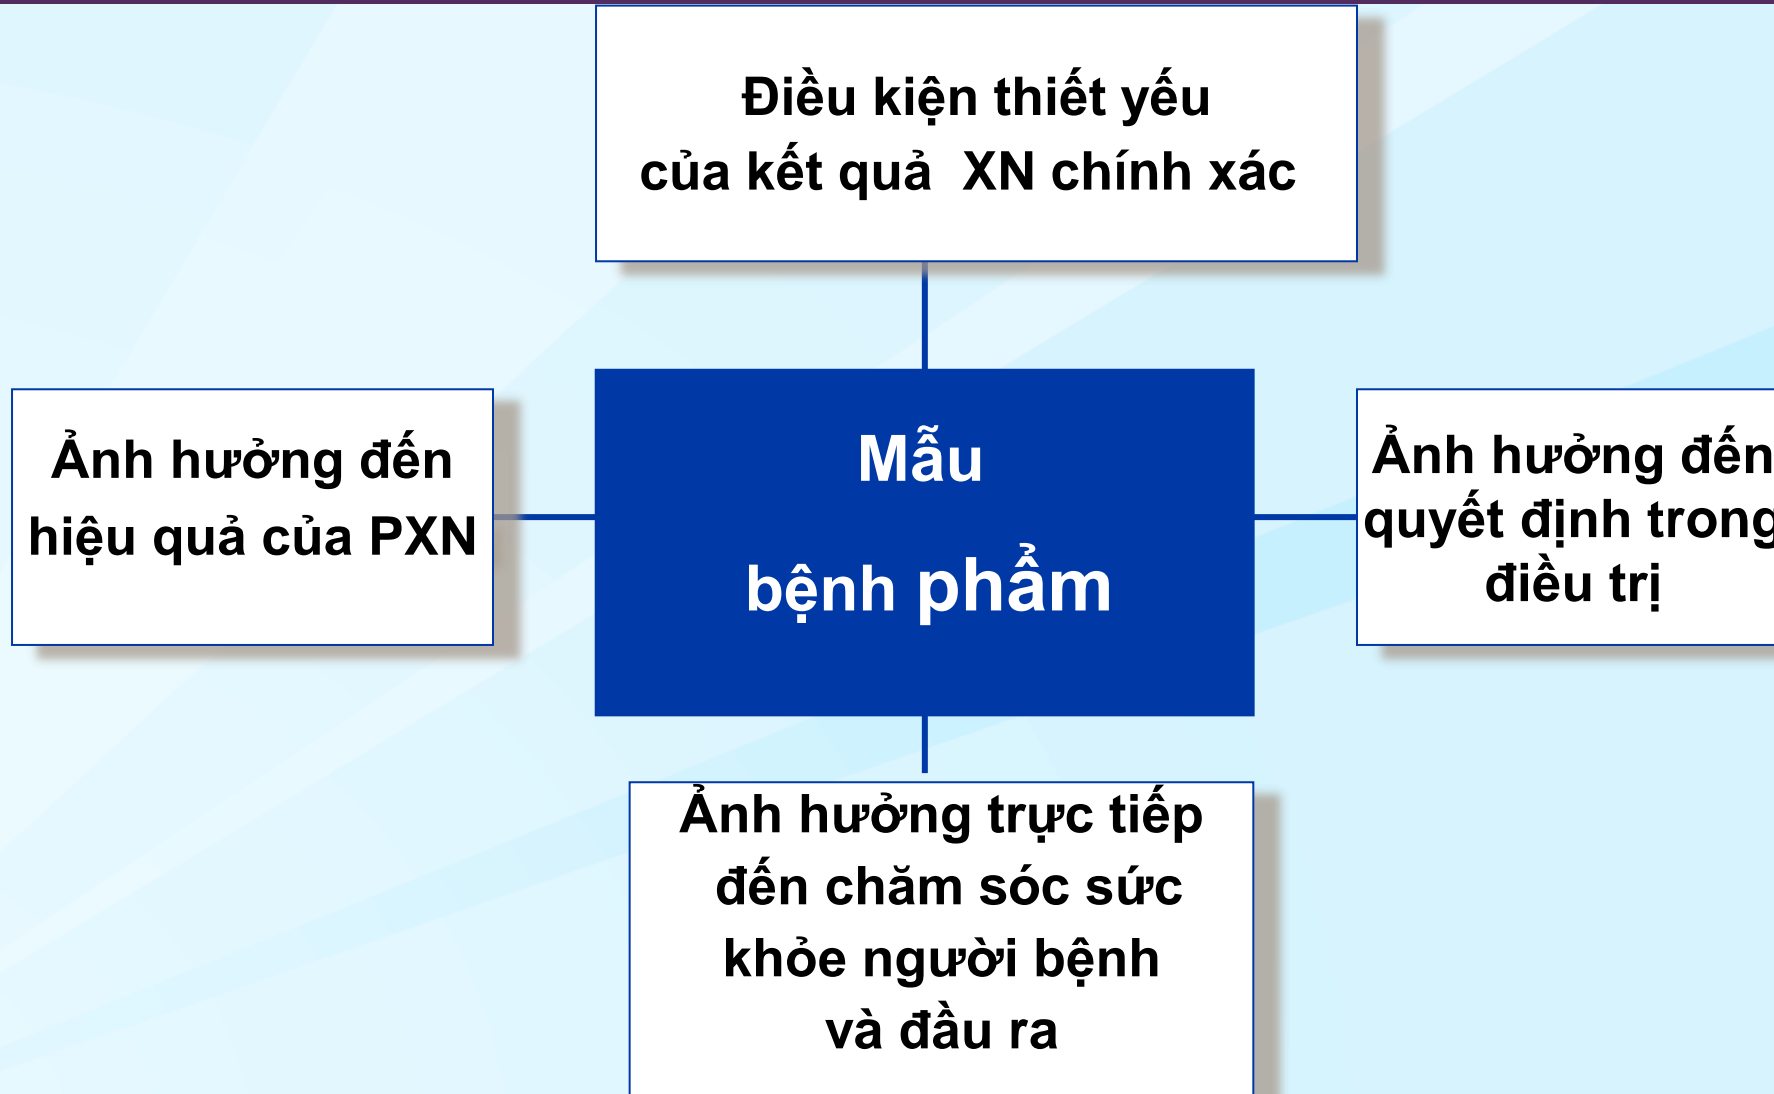 Điều kiện thiết yếu
của kết quả XN chính xác
Ảnh hưởng đến
hiệu quả của PXN
Mẫu
bệnh phẩm
Ảnh hưởng đến
quyết định trong
điều trị
Ảnh hưởng trực tiếp
đến chăm sóc sức
khỏe người bệnh
và đầu ra